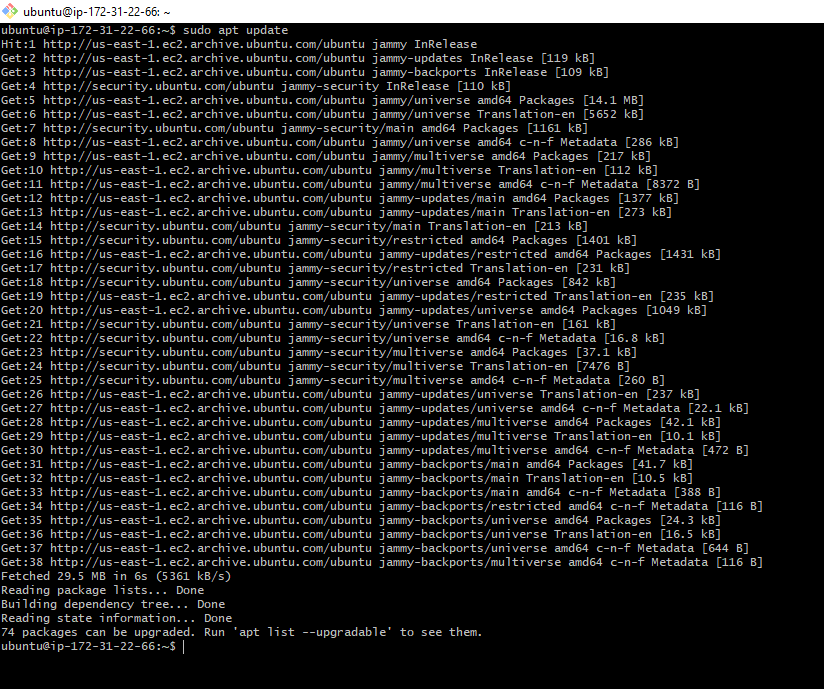 ubuntu@ip-172-31-22-66: ~
ubuntu@ip-172-31-22-66:~$ sudo apt update
Hit:1 http://us-east-1.ec2.archive.ubuntu.com/ubuntu jammy InRelease
Get:2 http://us-east-1.ec2.archive.ubuntu.com/ubuntu jammy-updates InRelease [119 kB]
Get:3 http://us-east-1.ec2.archive.ubuntu.com/ubuntu jammy-backports InRelease [109 kB]
Get:4 http://security.ubuntu.com/ubuntu jammy-security InRelease [110 kB]
Get:5 http://us-east-1.ec2.archive.ubuntu.com/ubuntu jammy/universe amd64 Packages [14.1 MB]
Get:6 http://us-east-1.ec2.archive.ubuntu.com/ubuntu jammy/universe Translation-en [5652 kB]
Get:7 http://security.ubuntu.com/ubuntu jammy-security/main amd64 Packages [1161 kB]
Get:8 http://us-east-1.ec2.archive.ubuntu.com/ubuntu jammy/universe amd64 c-n-f Metadata [286 kB]
Get:9 http://us-east-1.ec2.archive.ubuntu.com/ubuntu jammy/multiverse amd64 Packages [217 kB]
Get:10 http://us-east-1.ec2.archive.ubuntu.com/ubuntu jammy/multiverse Translation-en [112 kB]
Get:11 http://us-east-1.ec2.archive.ubuntu.com/ubuntu jammy/multiverse amd64 c-n-f Metadata [8372 B]
Get:12 http://us-east-1.ec2.archive.ubuntu.com/ubuntu jammy-updates/main amd64 Packages [1377 kB]
Get:13 http://us-east-1.ec2.archive.ubuntu.com/ubuntu jammy-updates/main Translation-en [273 kB]
Get:14 http://security.ubuntu.com/ubuntu jammy-security/main Translation-en [213 kB]
Get:15 http://security.ubuntu.com/ubuntu jammy-security/restricted amd64 Packages [1401 kB]
Get:16 http://us-east-1.ec2.archive.ubuntu.com/ubuntu jammy-updates/restricted amd64 Packages [1431 kB]
Get:17 http://security.ubuntu.com/ubuntu jammy-security/restricted Translation-en [231 kB]
Get:18 http://security.ubuntu.com/ubuntu jammy-security/universe amd64 Packages [842 kB]
Get:19 http://us-east-1.ec2.archive.ubuntu.com/ubuntu jammy-updates/restricted Translation-en [235 kB]
Get:20 http://us-east-1.ec2.archive.ubuntu.com/ubuntu jammy-updates/universe amd64 Packages [1049 kB]
Get:21 http://security.ubuntu.com/ubuntu jammy-security/universe Translation-en [161 kB]
Get:22 http://security.ubuntu.com/ubuntu jammy-security/universe amd64 c-n-f Metadata [16.8 kB]
Get:23 http://security.ubuntu.com/ubuntu jammy-security/multiverse amd64 Packages [37.1 kB]
Get:24 http://security.ubuntu.com/ubuntu jammy-security/multiverse Translation-en [7476 B]
Get:25 http://security.ubuntu.com/ubuntu jammy-security/multiverse amd64 c-n-f Metadata [260 B]
Get:26 http://us-east-1.ec2.archive.ubuntu.com/ubuntu jammy-updates/universe Translation-en [237 kB]
Get:27 http://us-east-1.ec2.archive.ubuntu.com/ubuntu jammy-updates/universe amd64 c-n-f Metadata [22.1 kB]
Get:28 http://us-east-1.ec2.archive.ubuntu.com/ubuntu jammy-updates/multiverse amd64 Packages [42.1 kB]
Get:29 http://us-east-1.ec2.archive.ubuntu.com/ubuntu jammy-updates/multiverse Translation-en [10.1 kB]
Get:30 http://us-east-1.ec2.archive.ubuntu.com/ubuntu jammy-updates/multiverse amd64 c-n-f Metadata [472 B]
Get:31 http://us-east-1.ec2.archive.ubuntu.com/ubuntu jammy-backports/main amd64 Packages [41.7 kB]
Get:32 http://us-east-1.ec2.archive.ubuntu.com/ubuntu jammy-backports/main Translation-en [10.5 kB]
Get:33 http://us-east-1.ec2.archive.ubuntu.com/ubuntu jammy-backports/main amd64 c-n-f Metadata [388 B]
Get:34 http://us-east-1.ec2.archive.ubuntu.com/ubuntu jammy-backports/restricted amd64 c-n-f Metadata [116 B]
Get:35 http://us-east-1.ec2.archive.ubuntu.com/ubuntu jammy-backports/universe amd64 Packages [24.3 kB]
Get:36 http://us-east-1.ec2.archive.ubuntu.com/ubuntu jammy-backports/universe Translation-en [16.5 kB]
Get:37 http://us-east-1.ec2.archive.ubuntu.com/ubuntu jammy-backports/universe amd64 c-n-f Metadata [644 B]
Get:38 http://us-east-1.ec2.archive.ubuntu.com/ubuntu jammy-backports/multiverse amd64 c-n-f Metadata [116 B]
Fetched 29.5 MB in 6s (5361 kB/s)
Reading package lists... Done
Building dependency tree... Done
Reading state information... Done
74 packages can be upgraded. Run 'apt list --upgradable' to see them.
ubuntu@ip-172-31-22-66:~$